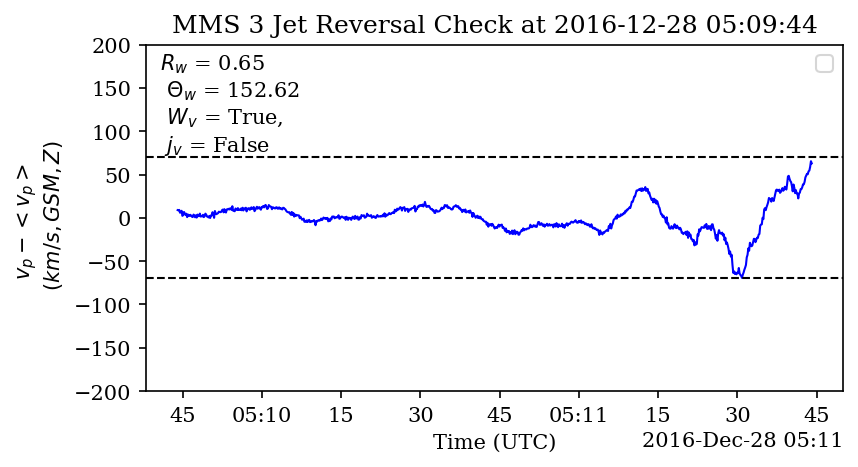 MMS 3 Jet Reversal Check at 2016-12-28 05:09:44
200
150
100
50
0
−50
−100
−150
−200
v_p − < v_p >
(km/s, GSM, Z)
R_w = 0.65
Θ_w = 152.62
W_v = True,
j_v = False
45 05:10 15 30 45 05:11 15 30 45
Time (UTC)
2016-Dec-28 05:11